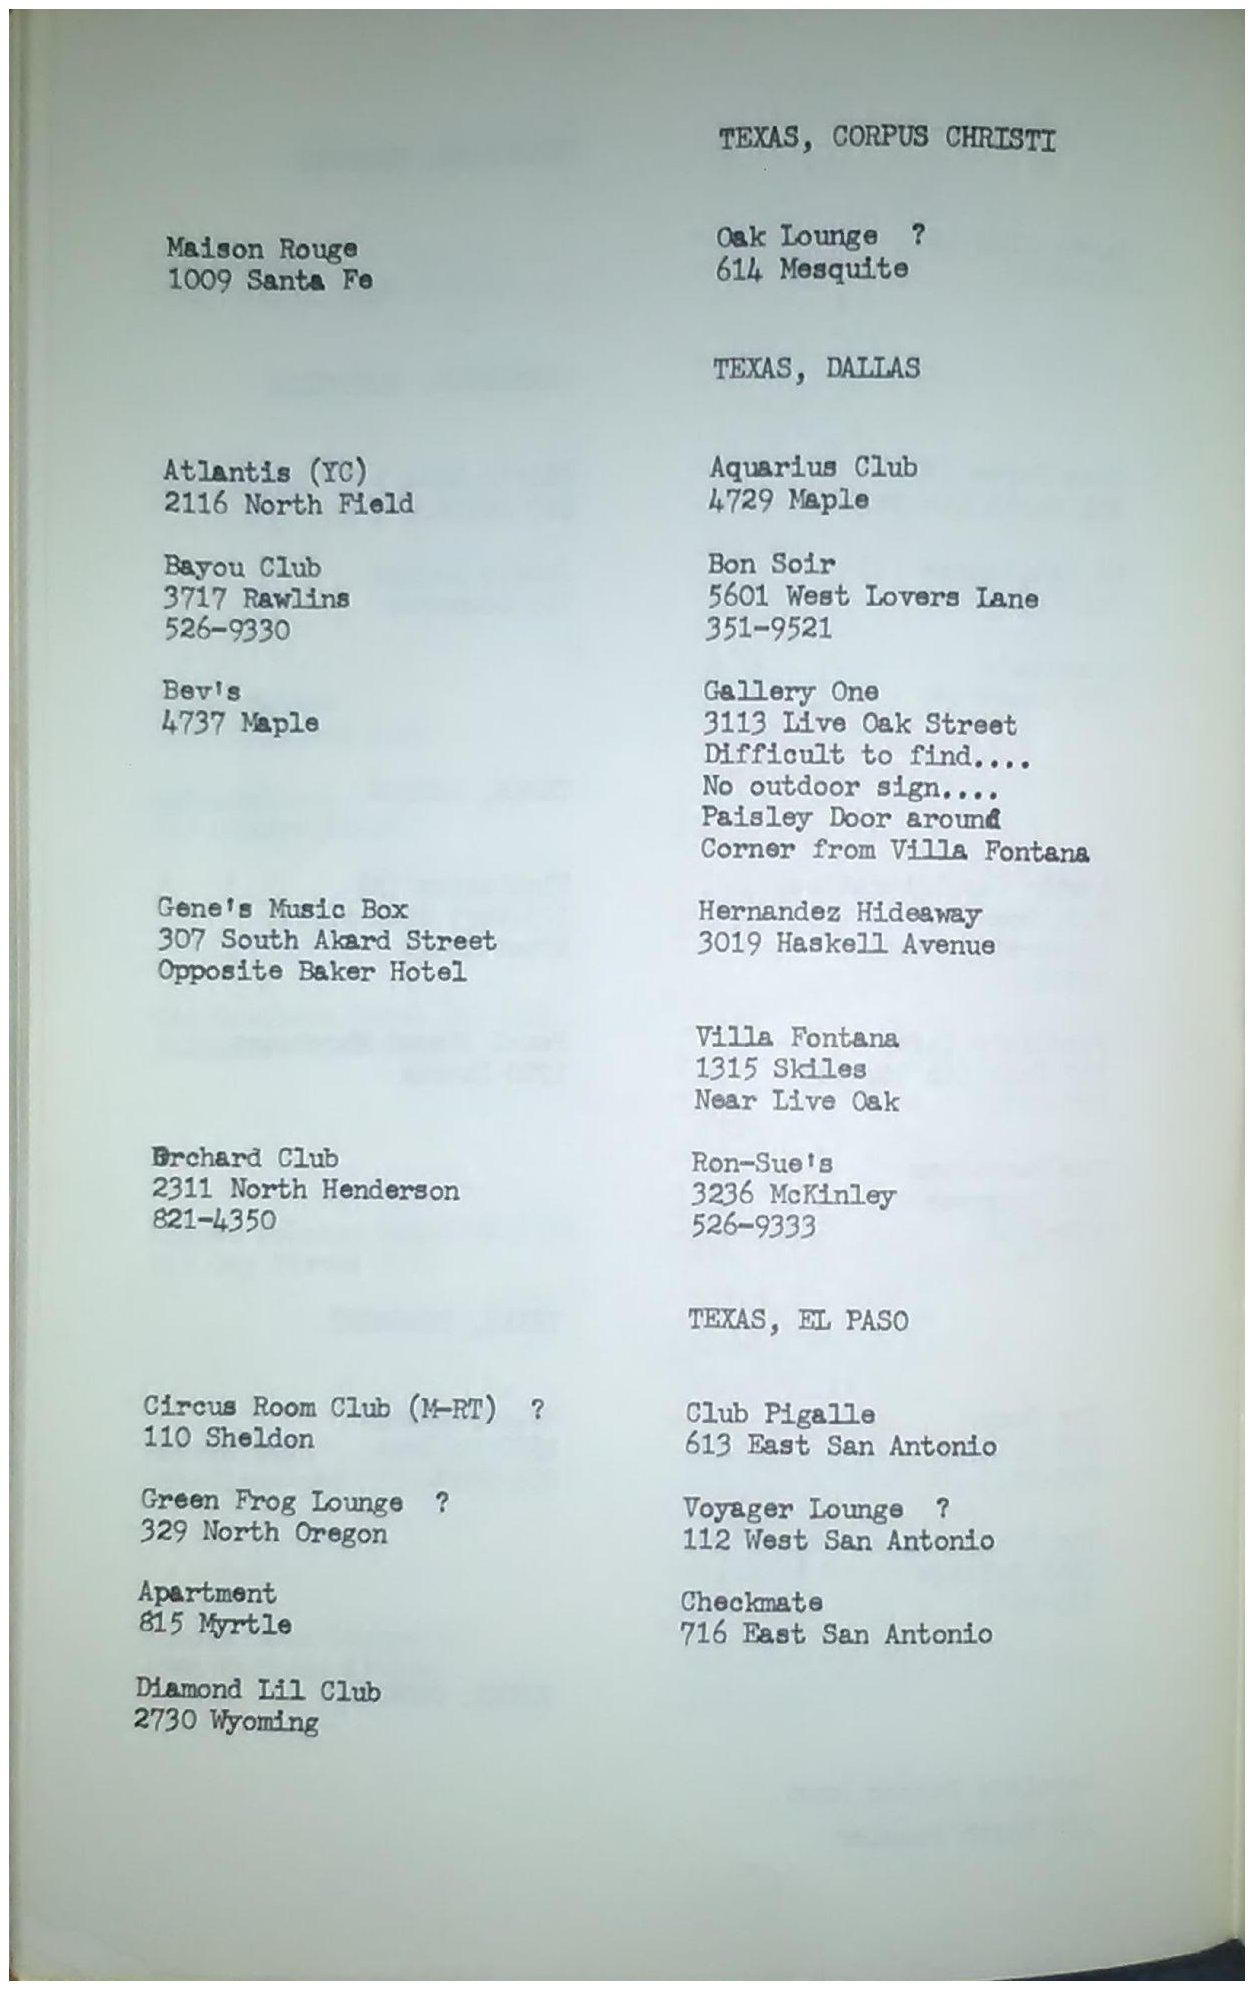 TEXAS, CORPUS CHRISTI
Maison Rouge
1009 Santa Fe
Oak Lounge ?
614 Mesquite
TEXAS, DALLAS
Atlantis (YC)
2116 North Field
Aquarius Club
4729 Maple
Bayou Club
3717 Rawlins
526-9330
Bon Soir
5601 West Lovers Lane
351-9521
Bev's
4737 Maple
Gallery One
3113 Live Oak Street
Difficult to find....
No outdoor sign....
Paisley Door around
Corner from Villa Fontana
Gene's Music Box
307 South Akard Street
Opposite Baker Hotel
Hernandez Hideaway
3019 Haskell Avenue
Villa Fontana
1315 Skiles
Near Live Oak
Orchard Club
2311 North Henderson
821-4350
Ron-Sue's
3236 McKinley
526-9333
TEXAS, EL PASO
Circus Room Club (M-RT) ?
110 Sheldon
Club Pigalle
613 East San Antonio
Green Frog Lounge ?
329 North Oregon
Voyager Lounge ?
112 West San Antonio
Apartment
815 Myrtle
Checkmate
716 East San Antonio
Diamond Lil Club
2730 Wyoming